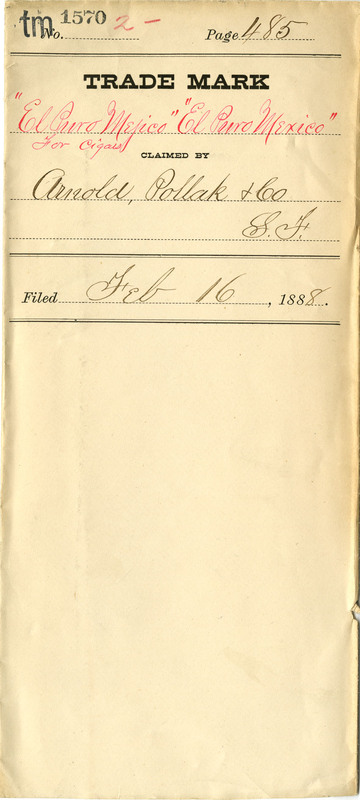 tm No. 1570 2- Page 485
TRADE MARK
"El Puro Mejico" "El Puro Mexico"
For Cigars
CLAIMED BY
Arnold, Pollak & Co
S. F.
Filed Feb 16, 1888.